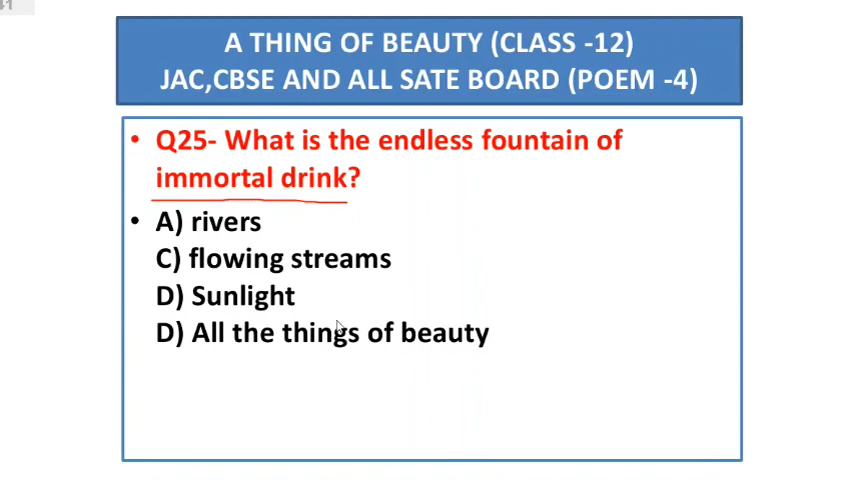 A THING OF BEAUTY (CLASS -12)
JAC,CBSE AND ALL SATE BOARD (POEM -4)
• Q25- What is the endless fountain of
immortal drink?
• A) rivers
C) flowing streams
D) Sunlight
D) All the things of beauty